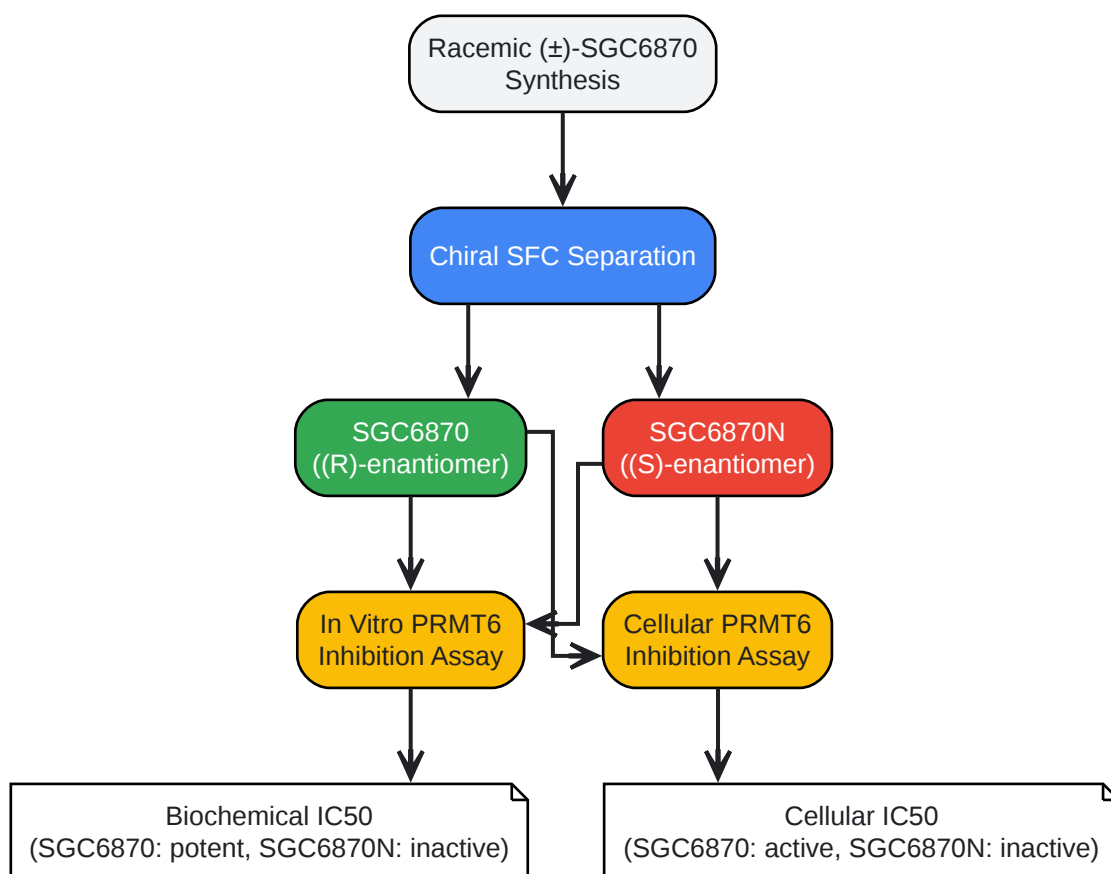 Racemic (±)-SGC6870
Synthesis
Chiral SFC Separation
SGC6870
((R)-enantiomer)
SGC6870N
((S)-enantiomer)
In Vitro PRMT6
Inhibition Assay
Cellular PRMT6
Inhibition Assay
Biochemical IC50
(SGC6870: potent, SGC6870N: inactive)
Cellular IC50
(SGC6870: active, SGC6870N: inactive)